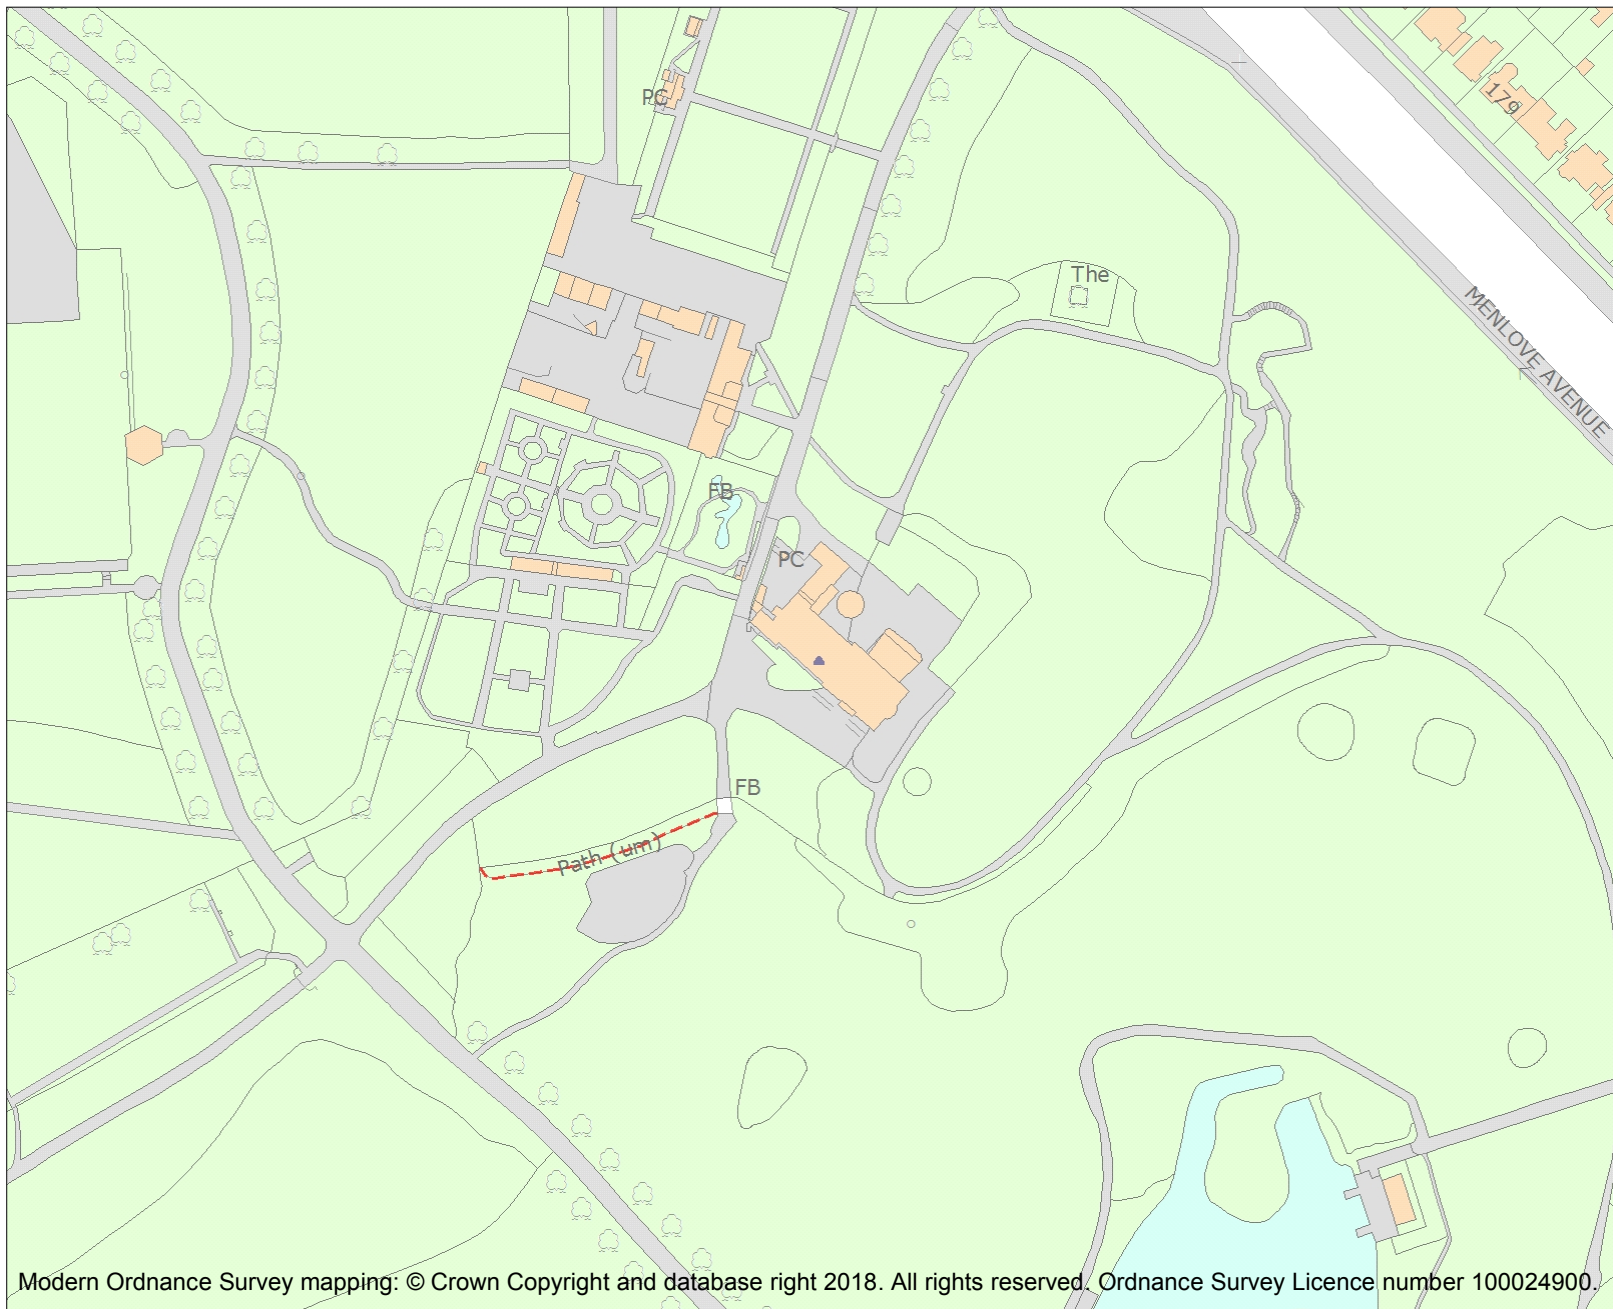 PC
179
The
MENLOVE AVENUE
FB
PC
FB
Path (um)
Modern Ordnance Survey mapping: © Crown Copyright and database right 2018. All rights reserved. Ordnance Survey Licence number 100024900.